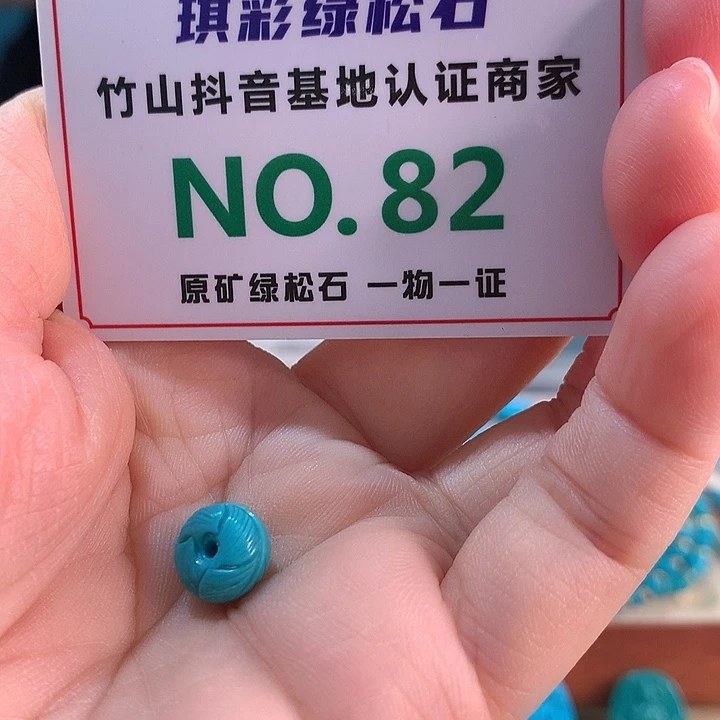 琪彩绿松石
竹山抖音基地认证商家
NO.82
原矿绿松石 一物一证